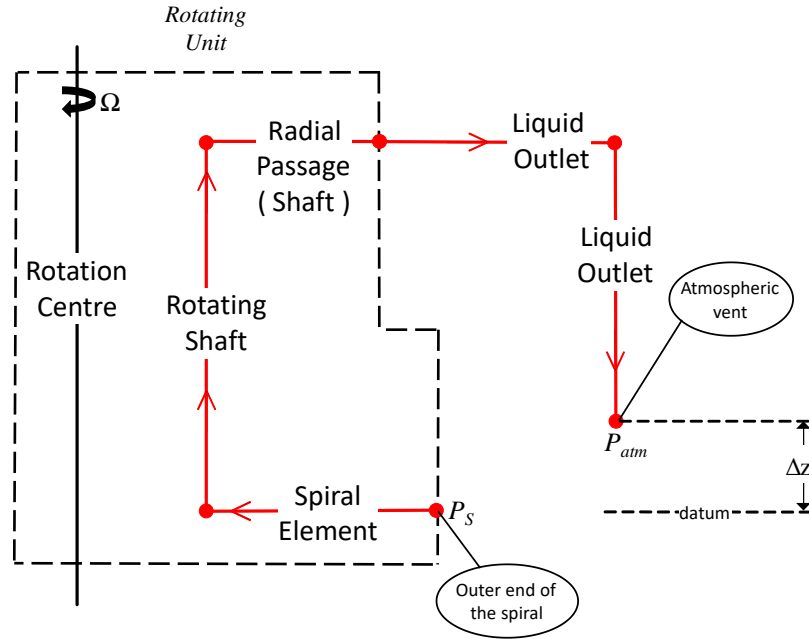 Rotating
Unit
Ω
Radial
Passage
( Shaft )
Liquid
Outlet
Liquid
Outlet
Rotation
Centre
Rotating
Shaft
Atmospheric
vent
P_atm
Δz
Spiral
Element
P_S
datum
Outer end of
the spiral